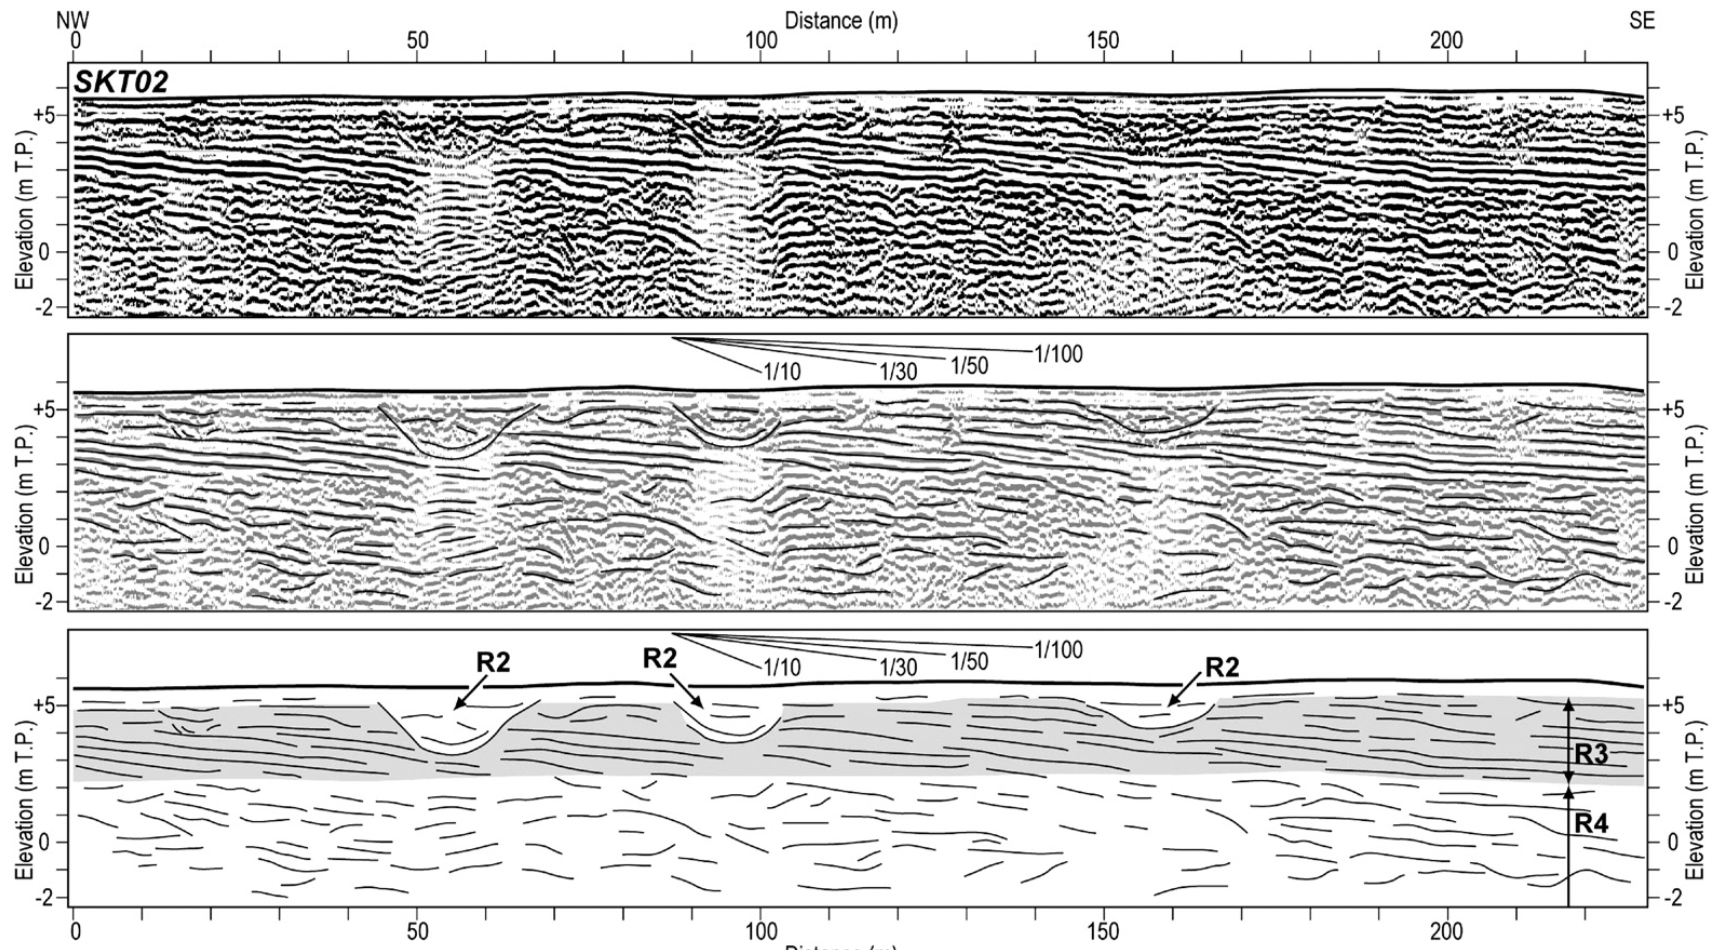 NW Distance (m) SE
0 50 100 150 200
SKT02
+5 +5
0 0
-2 -2
Elevation (m T.P.) Elevation (m T.P.)
1/100
1/50
1/30
1/10
+5 +5
0 0
-2 -2
Elevation (m T.P.) Elevation (m T.P.)
1/100
1/50
1/30
1/10
R2 R2 R2
+5 +5
R3
R4
0 0
-2 -2
Elevation (m T.P.) Elevation (m T.P.)
0 50 100 150 200
Distance (m)